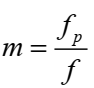 m = f_p / f